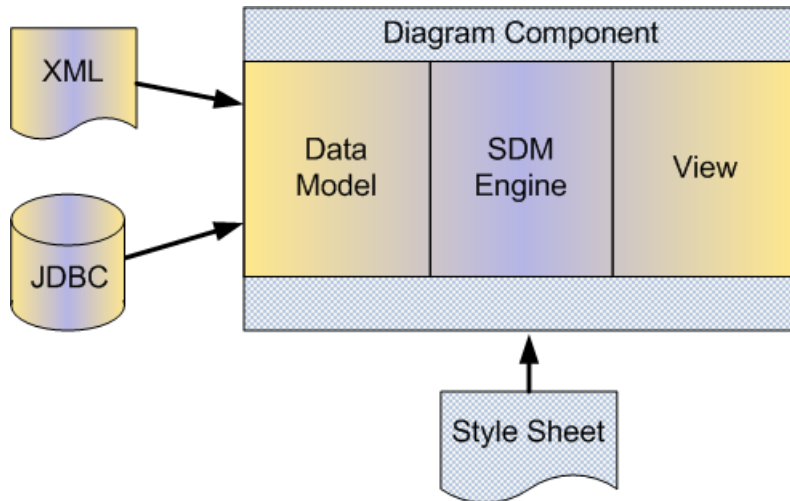 Diagram Component
XML
Data
Model
SDM
Engine
View
JDBC
Style Sheet